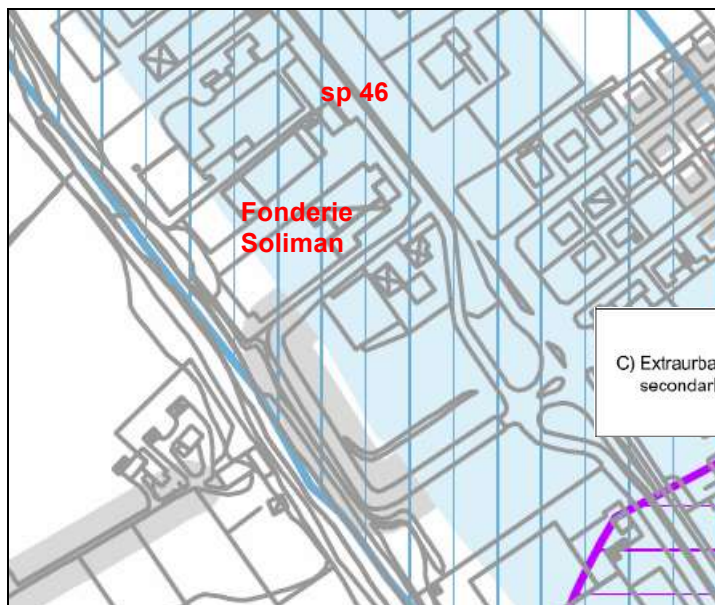 sp 46
Fonderie
Soliman
C) Extraurba
secondari